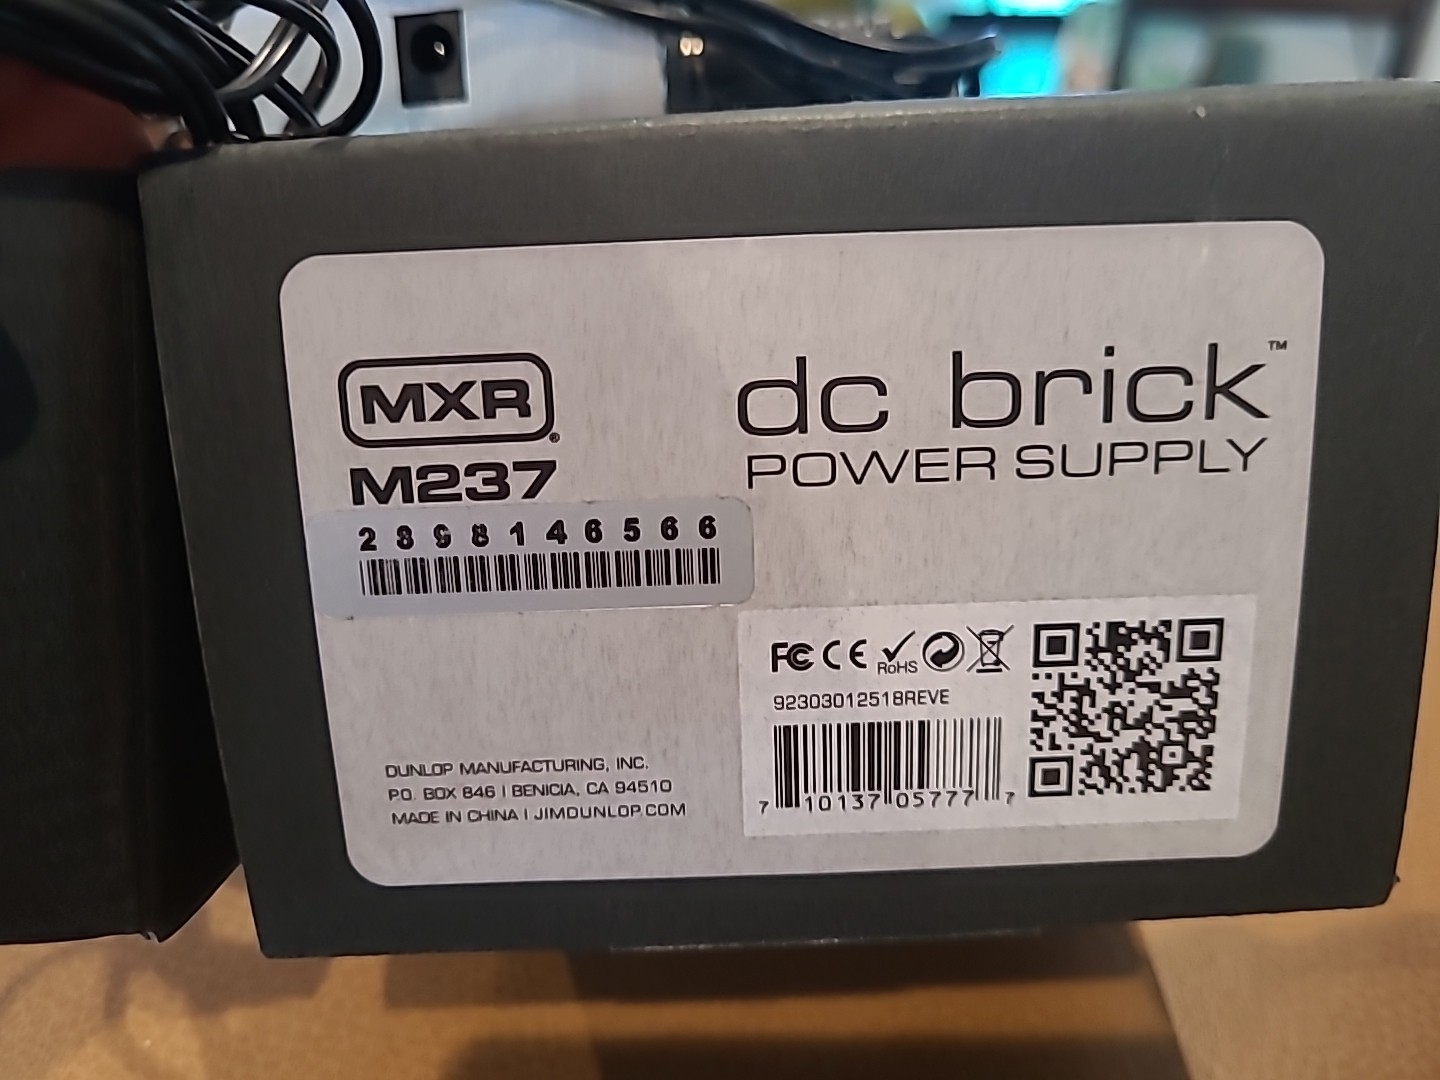 MXR®
M237
dc brick™
POWER SUPPLY
2898146566
FC CE RoHS
92303012518REVE
7 10137 05777 7
DUNLOP MANUFACTURING, INC.
P.O. BOX 846 | BENICIA, CA 94510
MADE IN CHINA | JIMDUNLOP.COM